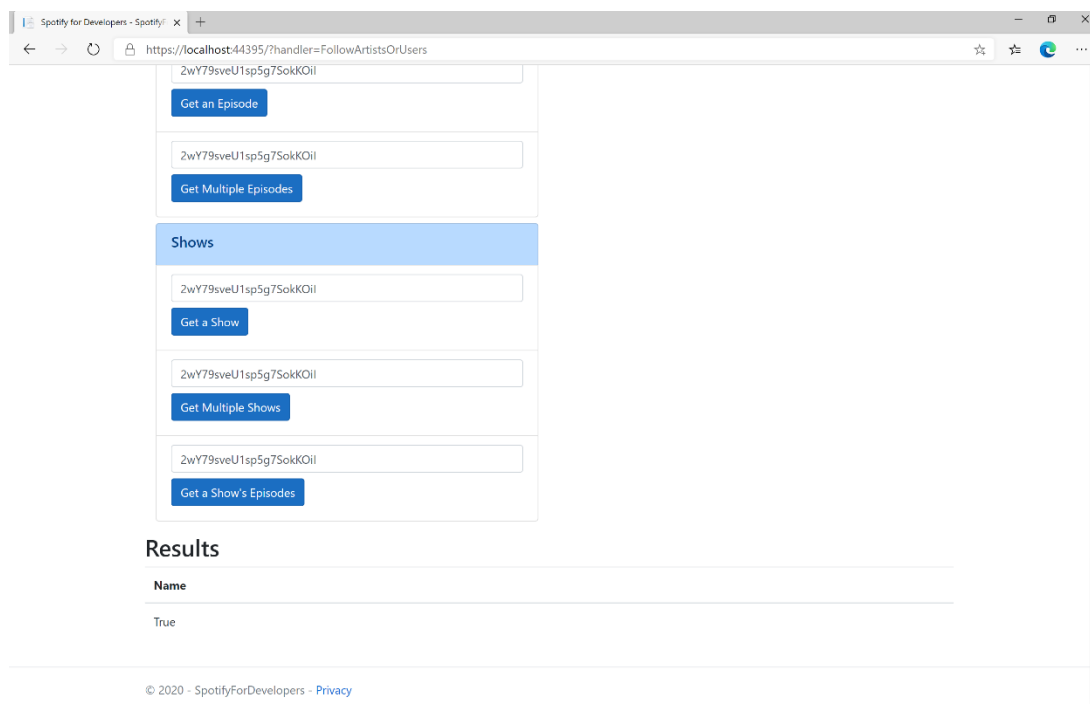 Spotify for Developers - Spotify
https://localhost:44395/?handler=FollowArtistsOrUsers
2wY79sveU1sp5g7SokKOil
Get an Episode
2wY79sveU1sp5g7SokKOil
Get Multiple Episodes
Shows
2wY79sveU1sp5g7SokKOil
Get a Show
2wY79sveU1sp5g7SokKOil
Get Multiple Shows
2wY79sveU1sp5g7SokKOil
Get a Show's Episodes
Results
Name
True
© 2020 - SpotifyForDevelopers - Privacy